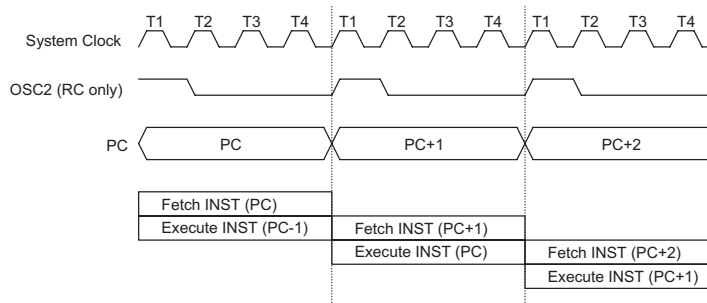 T1 T2 T3 T4 T1 T2 T3 T4 T1 T2 T3 T4
System Clock
OSC2 (RC only)
PC PC PC+1 PC+2
Fetch INST (PC)
Execute INST (PC-1) Fetch INST (PC+1)
Execute INST (PC) Fetch INST (PC+2)
Execute INST (PC+1)